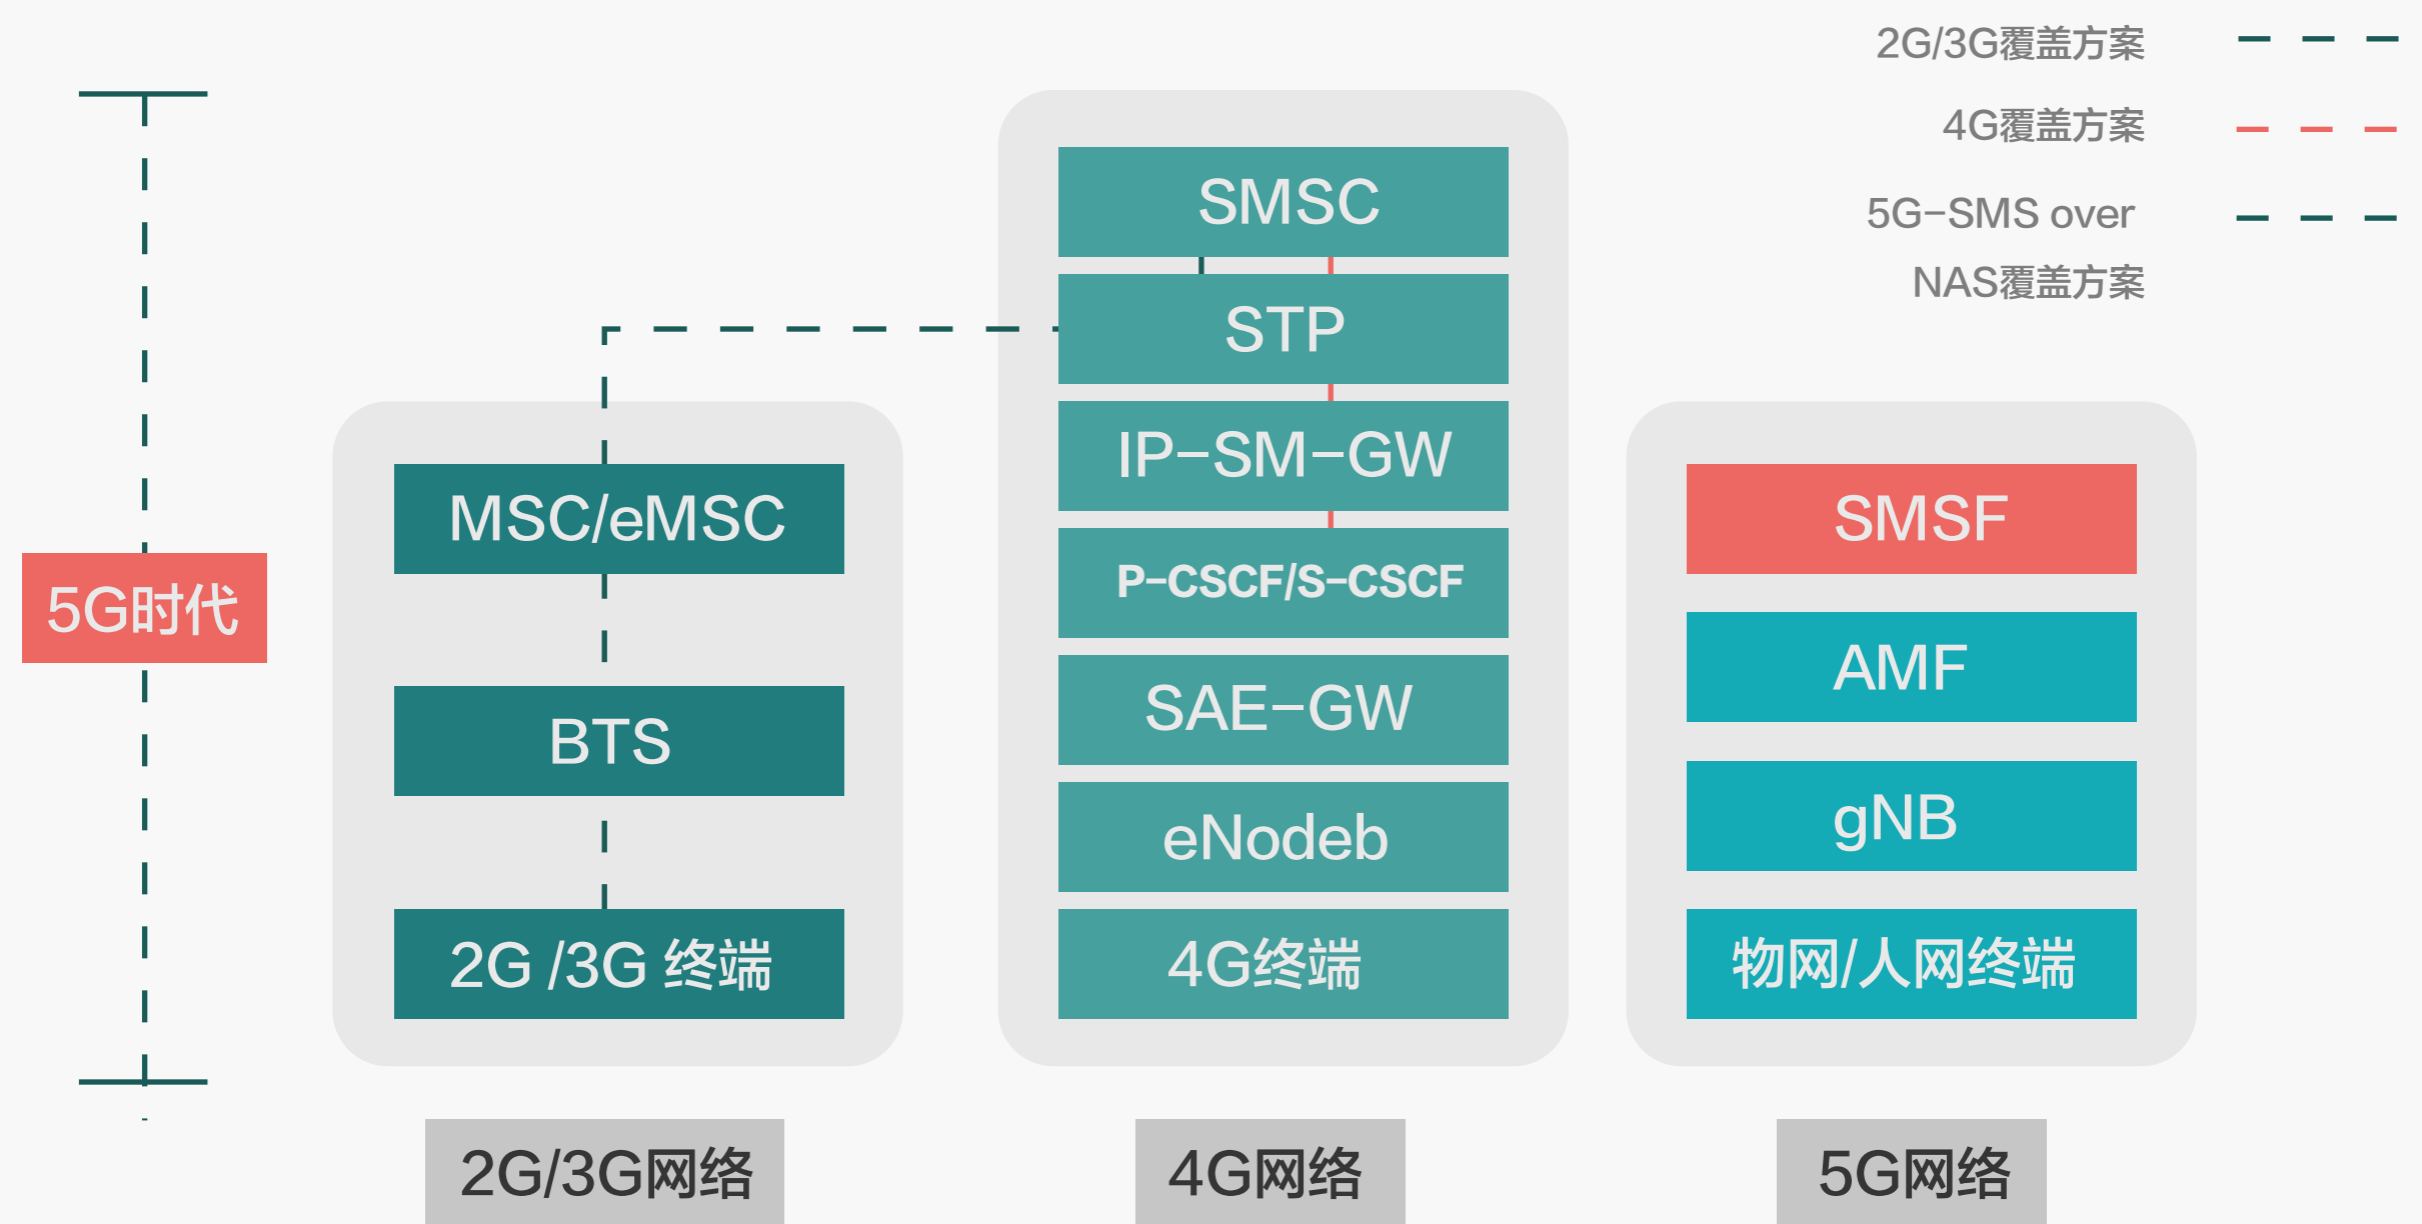 2G/3G覆盖方案
4G覆盖方案
5G-SMS over
NAS覆盖方案
5G时代
MSC/eMSC
BTS
2G /3G 终端
2G/3G网络
SMSC
STP
IP-SM-GW
P-CSCF/S-CSCF
SAE-GW
eNodeb
4G终端
4G网络
SMSF
AMF
gNB
物网/人网终端
5G网络